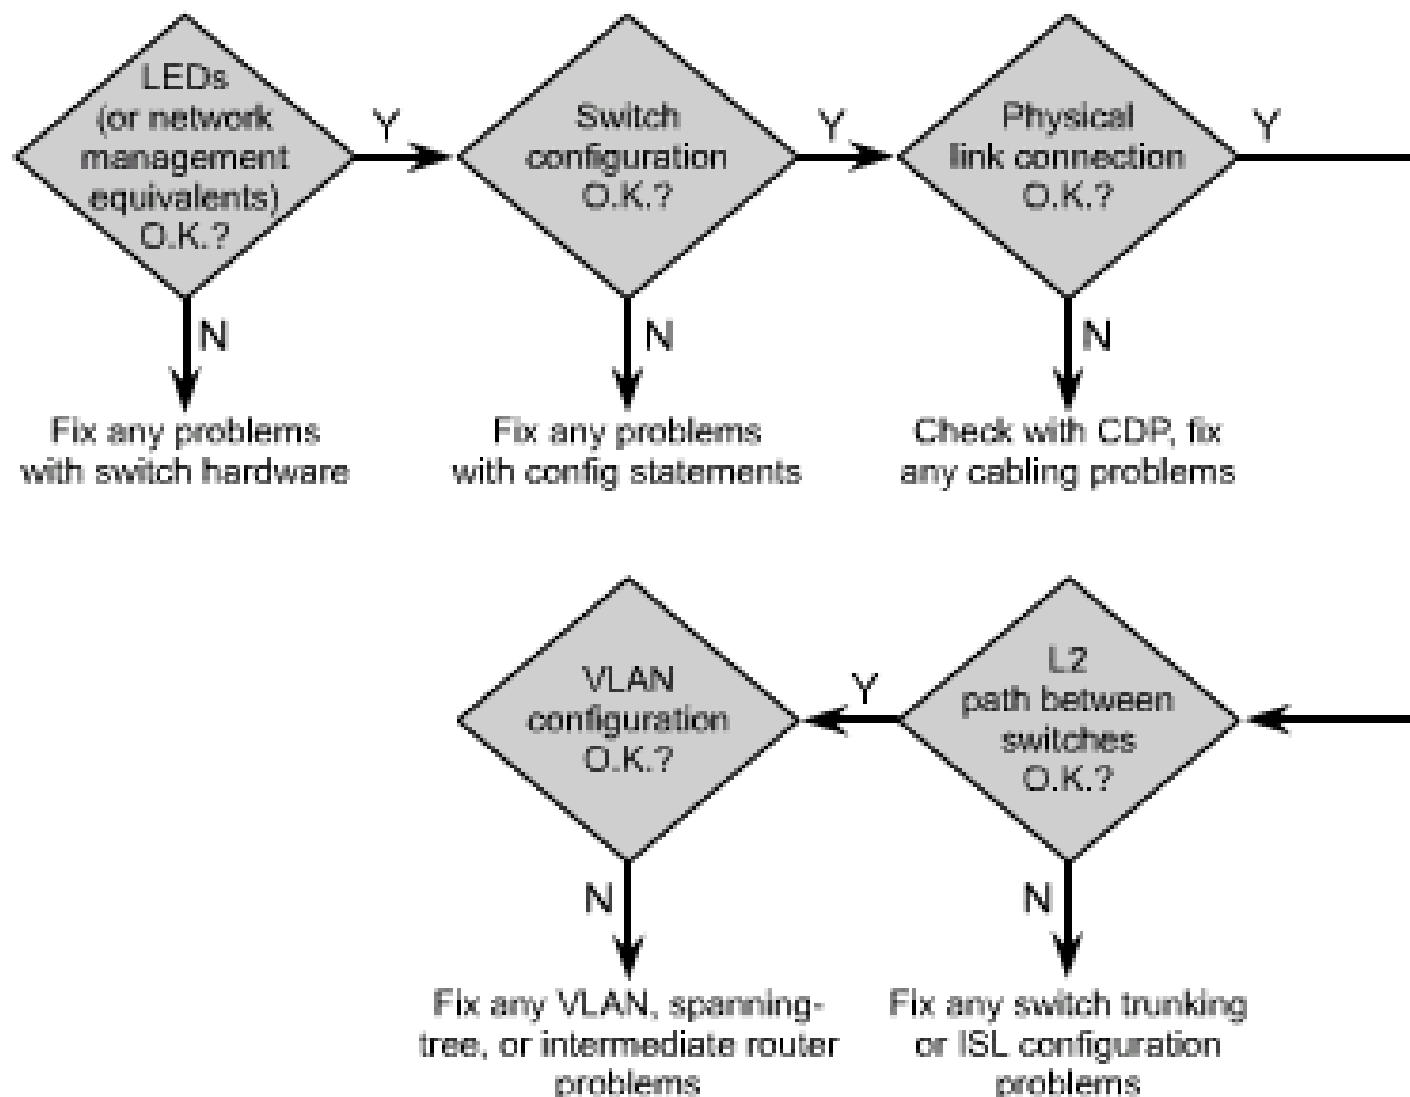 LEDs
(or network
management
equivalents)
O.K.?
Y
Switch
configuration
O.K.?
Y
Physical
link connection
O.K.?
Y
N
Fix any problems
with switch hardware
N
Fix any problems
with config statements
N
Check with CDP, fix
any cabling problems
L2
path between
switches
O.K.?
Y
VLAN
configuration
O.K.?
N
Fix any switch trunking
or ISL configuration
problems
N
Fix any VLAN, spanning-
tree, or intermediate router
problems